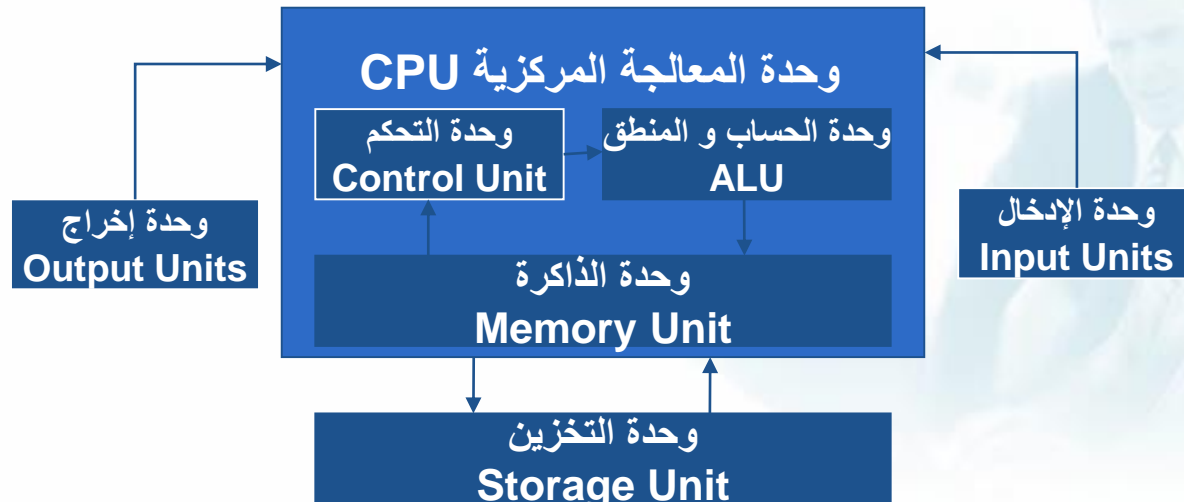 وحدة المعالجة المركزية CPU
وحدة التحكم
Control Unit
وحدة الحساب و المنطق
ALU
وحدة إخراج
Output Units
وحدة الإدخال
Input Units
وحدة الذاكرة
Memory Unit
وحدة التخزين
Storage Unit